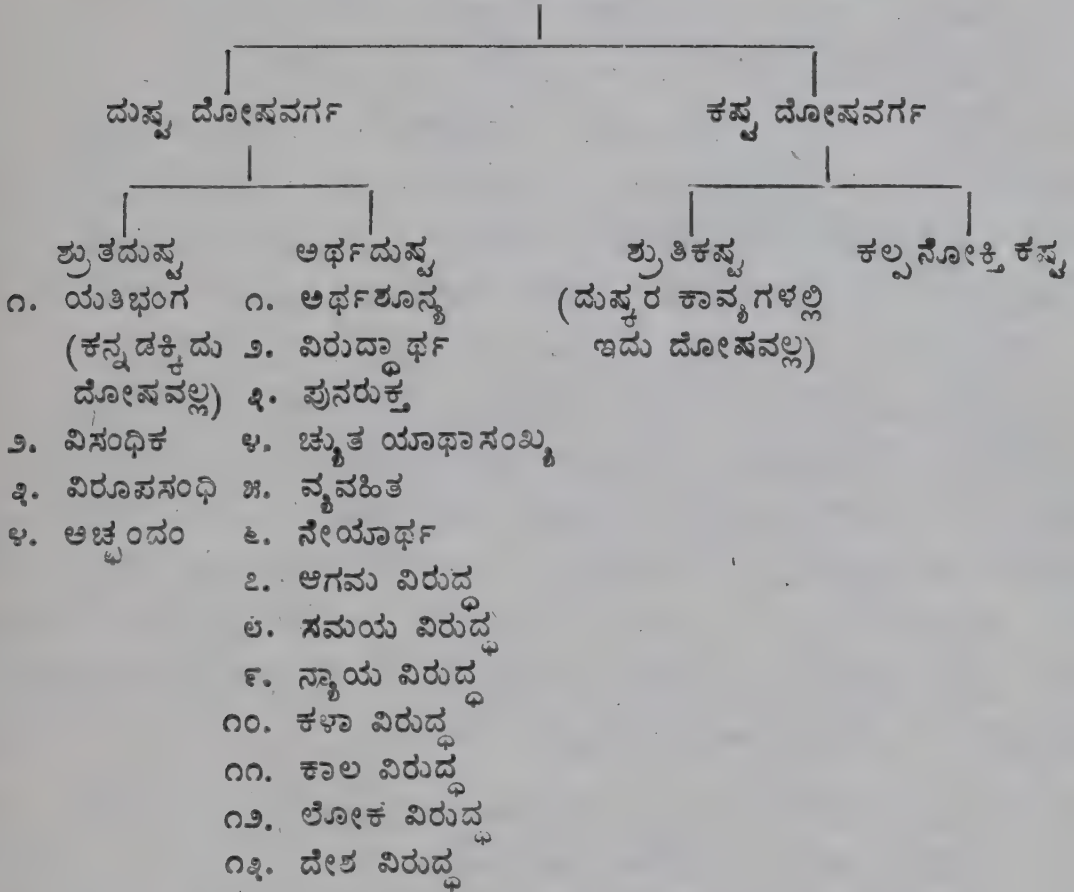 ದುಷ್ಟ ದೋಷವರ್ಗ ಕಷ್ಟ ದೋಷವರ್ಗ
ಶ್ರುತದುಷ್ಟ ಅರ್ಥದುಷ್ಟ ಶ್ರುತಿಕಷ್ಟ ಕಲ್ಪನೋಕ್ತಿ ಕಷ್ಟ
೧. ಯತಿಭಂಗ ೧. ಅರ್ಥಶೂನ್ಯ (ದುಷ್ಕರ ಕಾವ್ಯಗಳಲ್ಲಿ
(ಕನ್ನಡಕ್ಕಿದು ೨. ವಿರುದ್ಧಾರ್ಥ ಇದು ದೋಷವಲ್ಲ)
ದೋಷವಲ್ಲ) ೩. ಪುನರುಕ್ತ
೨. ವಿಸಂಧಿಕ ೪. ಚ್ಯುತ ಯಾಥಾಸಂಖ್ಯ
೩. ವಿರೂಪಸಂಧಿ ೫. ವ್ಯವಹಿತ
೪. ಅಚ್ಛಂದಂ ೬. ನೇಯಾರ್ಥ
೭. ಆಗಮ ವಿರುದ್ಧ
೮. ಸಮಯ ವಿರುದ್ಧ
೯. ನ್ಯಾಯ ವಿರುದ್ಧ
೧೦. ಕಳಾ ವಿರುದ್ಧ
೧೧. ಕಾಲ ವಿರುದ್ಧ
೧೨. ಲೋಕ ವಿರುದ್ಧ
೧೩. ದೇಶ ವಿರುದ್ಧ